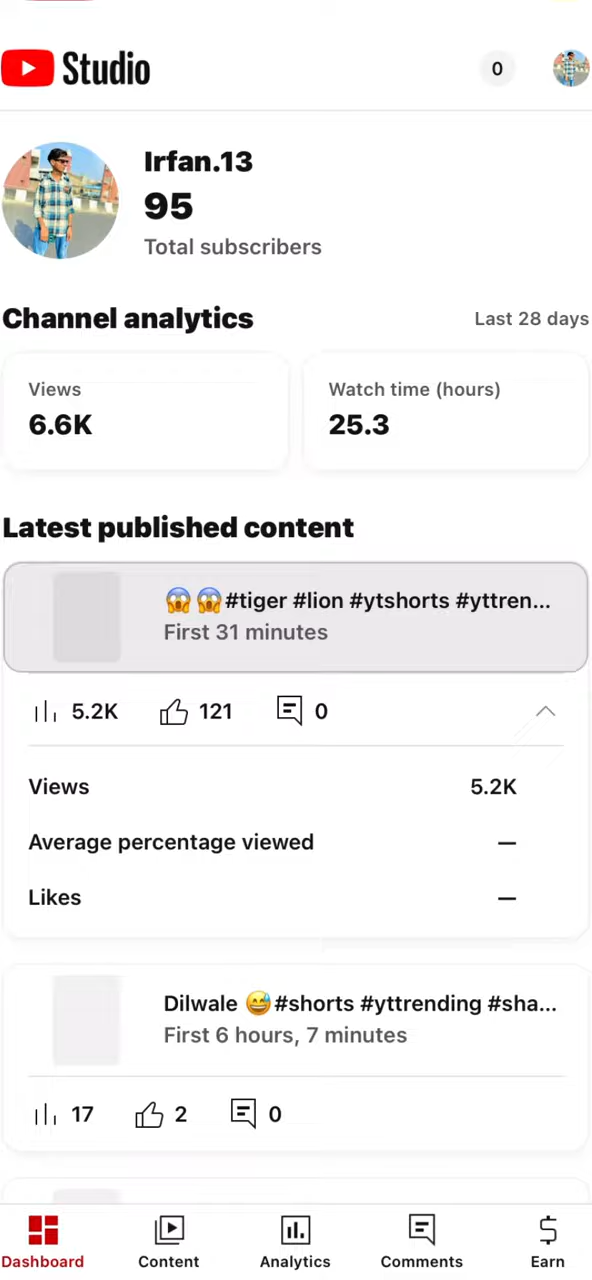 Studio
0
Irfan.13
95
Total subscribers
Channel analytics
Last 28 days
Views
Watch time (hours)
6.6K
25.3
Latest published content
😱😱#tiger #lion #ytshorts #yttren...
First 31 minutes
5.2K 121 0
Views 5.2K
Average percentage viewed —
Likes —
Dilwale 😅#shorts #yttrending #sha...
First 6 hours, 7 minutes
17 2 0
Dashboard Content Analytics Comments Earn